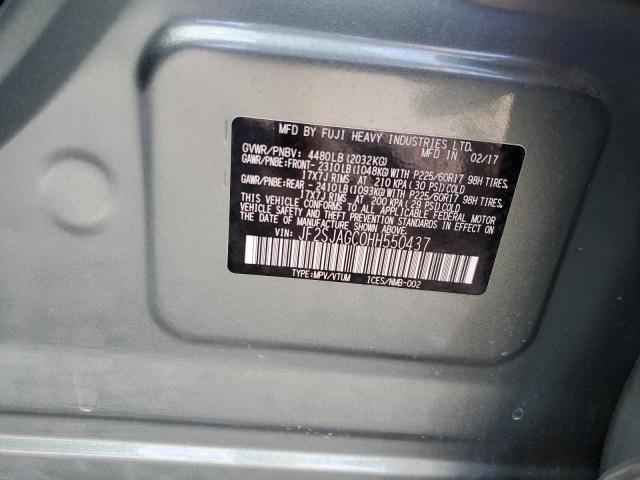 MFD BY FUJI HEAVY INDUSTRIES LTD.
GVWR/PNBV: 4480LB(2032KG) MFD IN 02/17
GAWR/PNBE:FRONT-2310LB(1048KG)WITH P225/60R17 98H TIRES,
17X7J RIMS AT 210 KPA(30 PSI)COLD
GAWR/PNBE:REAR -2410LB(1093KG)WITH P225/60R17 98H TIRES,
17X7J RIMS AT 200 KPA(29 PSI)COLD
THIS VEHICLE CONFORMS TO ALL APPLICABLE FEDERAL MOTOR
VEHICLE SAFETY AND THEFT PREVENTION STANDARDS IN EFFECT
ON THE DATE OF MANUFACTURE SHOWN ABOVE.
VIN: JF2SJAGC0HH550437
TYPE:MPV/VTUM ICES/NMB-002